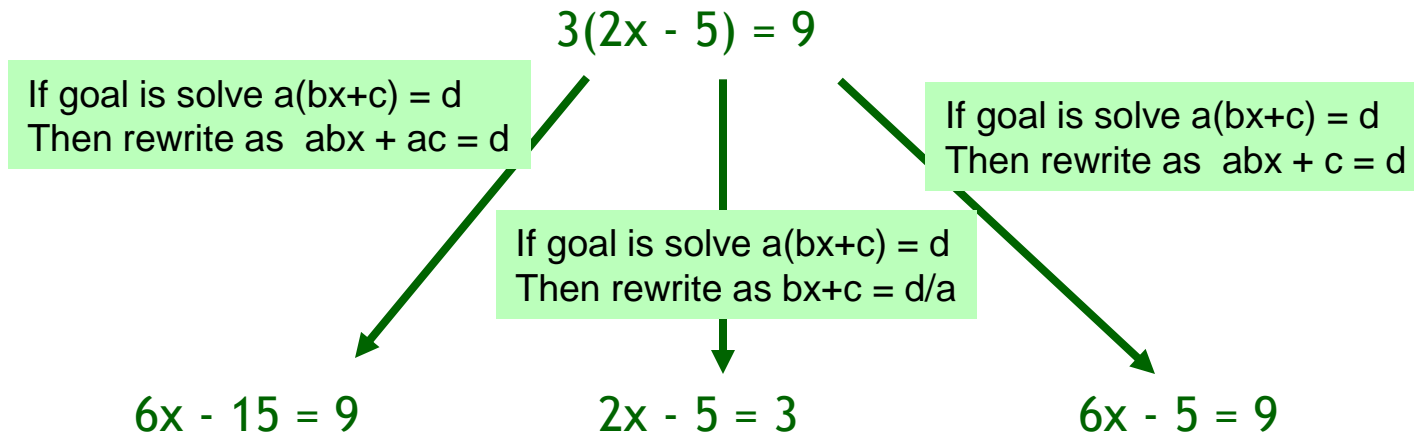 3(2x - 5) = 9
If goal is solve a(bx+c) = d
Then rewrite as abx + ac = d
If goal is solve a(bx+c) = d
Then rewrite as bx+c = d/a
If goal is solve a(bx+c) = d
Then rewrite as abx + c = d
6x - 15 = 9
2x - 5 = 3
6x - 5 = 9